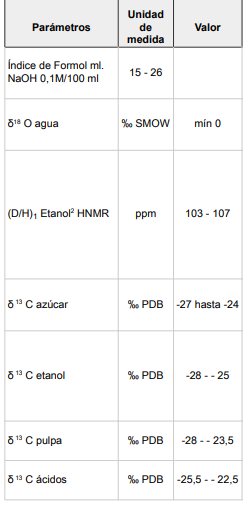 Parámetros
Unidad
de
medida
Valor
Índice de Formol ml.
NaOH 0,1M/100 ml
15 - 26
δ¹⁸ O agua
‰ SMOW
mín 0
(D/H)₁ Etanol² HNMR
ppm
103 - 107
δ ¹³ C azúcar
‰ PDB
-27 hasta -24
δ ¹³ C etanol
‰ PDB
-28 - - 25
δ ¹³ C pulpa
‰ PDB
-28 -- 23,5
δ ¹³ C ácidos
‰ PDB
-25,5 - - 22,5